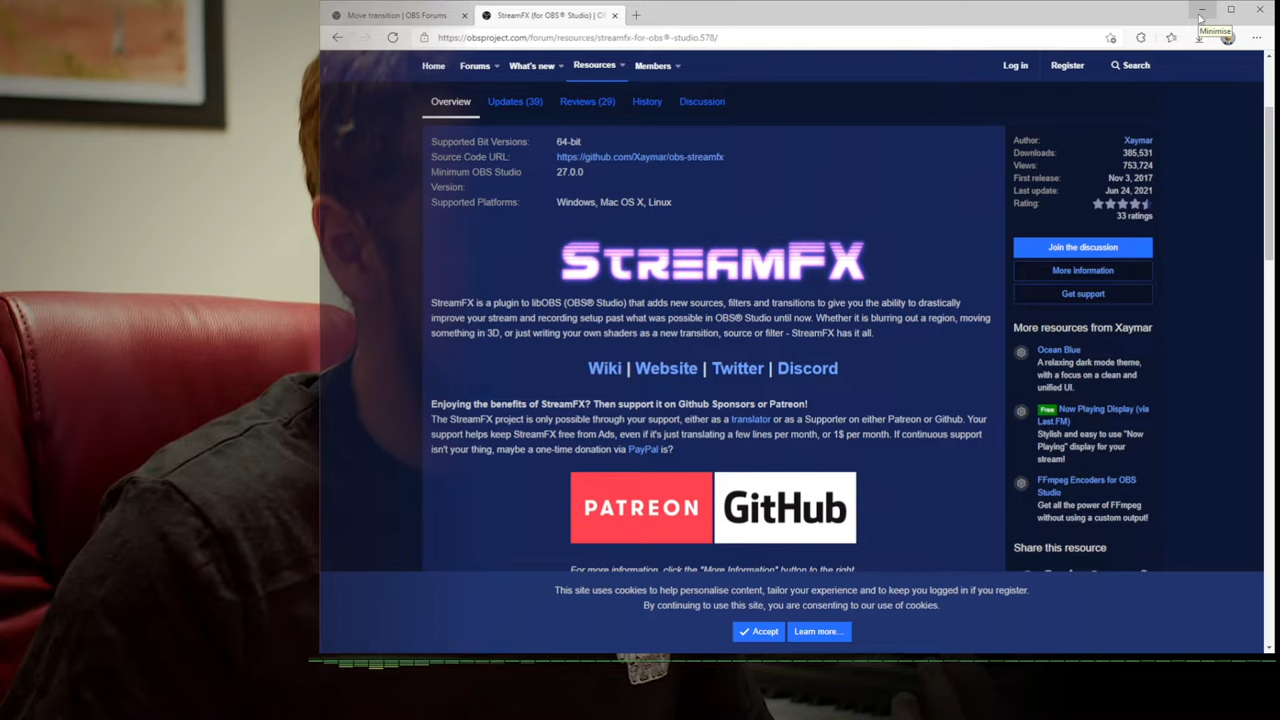 Move transition | OBS Forums
StreamFX (for OBS® Studio) | O
https://obsproject.com/forum/resources/streamfx-for-obs®-studio.578/
Minimise
Home
Forums
What's new
Resources
Members
Log in
Register
Search
Overview
Updates (39)
Reviews (29)
History
Discussion
Supported Bit Versions: 64-bit
Source Code URL: https://github.com/Xaymar/obs-streamfx
Minimum OBS Studio 27.0.0
Version:
Supported Platforms: Windows, Mac OS X, Linux
STREAMFX
StreamFX is a plugin to libOBS (OBS® Studio) that adds new sources, filters and transitions to give you the ability to drastically
improve your stream and recording setup past what was possible in OBS® Studio until now. Whether it is blurring out a region, moving
something in 3D, or just writing your own shaders as a new transition, source or filter - StreamFX has it all.
Wiki | Website | Twitter | Discord
Enjoying the benefits of StreamFX? Then support it on Github Sponsors or Patreon!
The StreamFX project is only possible through your support, either as a translator or as a Supporter on either Patreon or Github. Your
support helps keep StreamFX free from Ads, even if it's just translating a few lines per month, or 1$ per month. If continuous support
isn't your thing, maybe a one-time donation via PayPal is?
PATREON
GitHub
For more information, click the "More Information" button to the right
Author: Xaymar
Downloads: 385,531
Views: 753,724
First release: Nov 3, 2017
Last update: Jun 24, 2021
Rating:
33 ratings
Join the discussion
More information
Get support
More resources from Xaymar
Ocean Blue
A relaxing dark mode theme,
with a focus on a clean and
unified UI.
Free Now Playing Display (via
Last.FM)
Stylish and easy to use "Now
Playing" display for your
stream!
FFmpeg Encoders for OBS
Studio
Get all the power of FFmpeg
without using a custom output!
Share this resource
This site uses cookies to help personalise content, tailor your experience and to keep you logged in if you register.
By continuing to use this site, you are consenting to our use of cookies.
Accept
Learn more...